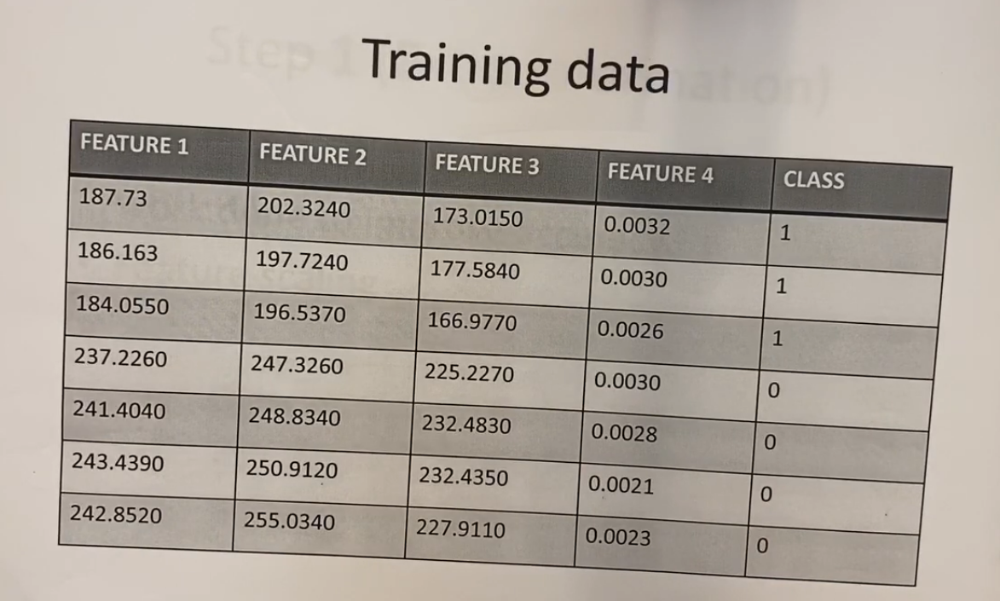 Training data
FEATURE 1 FEATURE 2 FEATURE 3 FEATURE 4 CLASS
187.73 202.3240 173.0150 0.0032 1
186.163 197.7240 177.5840 0.0030 1
184.0550 196.5370 166.9770 0.0026 1
237.2260 247.3260 225.2270 0.0030 0
241.4040 248.8340 232.4830 0.0028 0
243.4390 250.9120 232.4350 0.0021 0
242.8520 255.0340 227.9110 0.0023 0